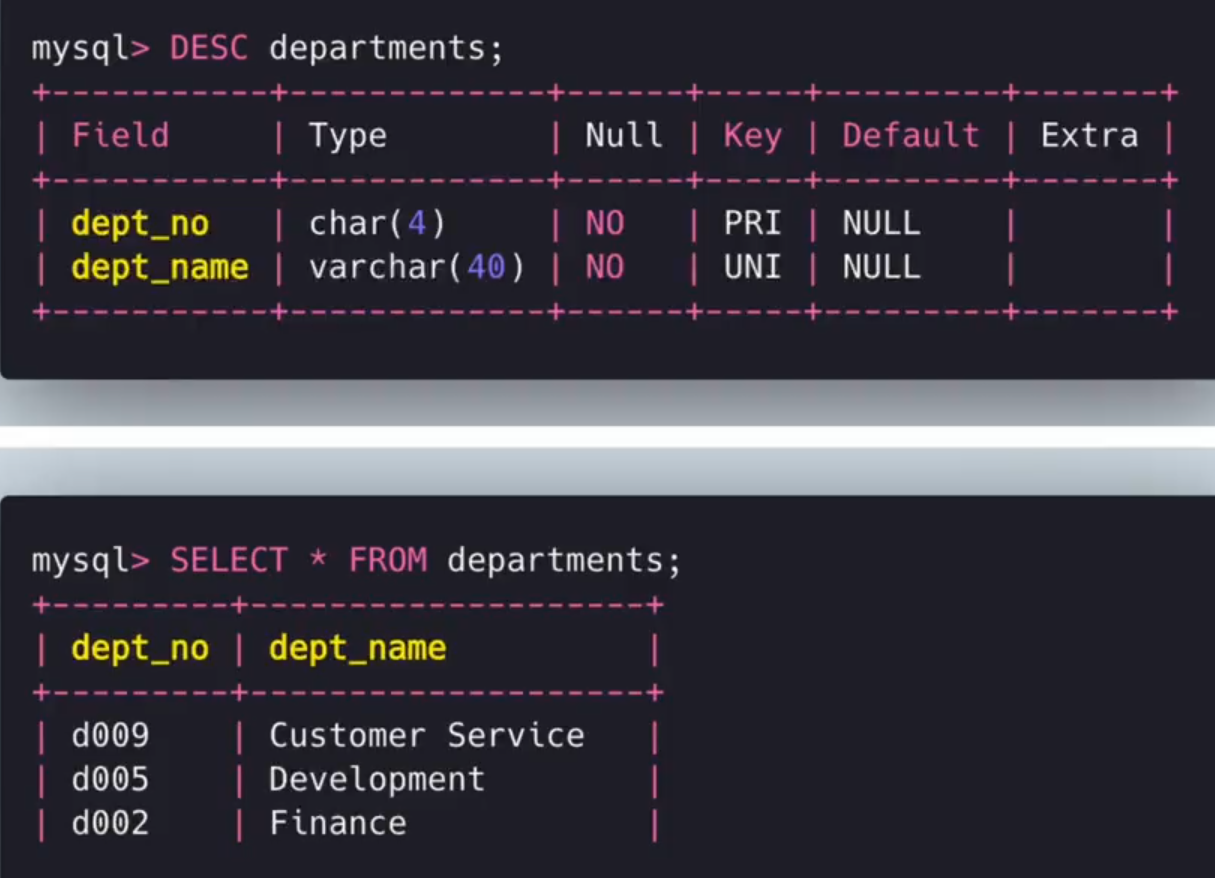 mysql> DESC departments;
+-----------+-------------+------+-----+---------+-------+
| Field     | Type        | Null | Key | Default | Extra |
+-----------+-------------+------+-----+---------+-------+
| dept_no   | char(4)     | NO   | PRI | NULL    |       |
| dept_name | varchar(40) | NO   | UNI | NULL    |       |
+-----------+-------------+------+-----+---------+-------+
mysql> SELECT * FROM departments;
+---------+--------------------+
| dept_no | dept_name          |
+---------+--------------------+
| d009    | Customer Service   |
| d005    | Development        |
| d002    | Finance            |